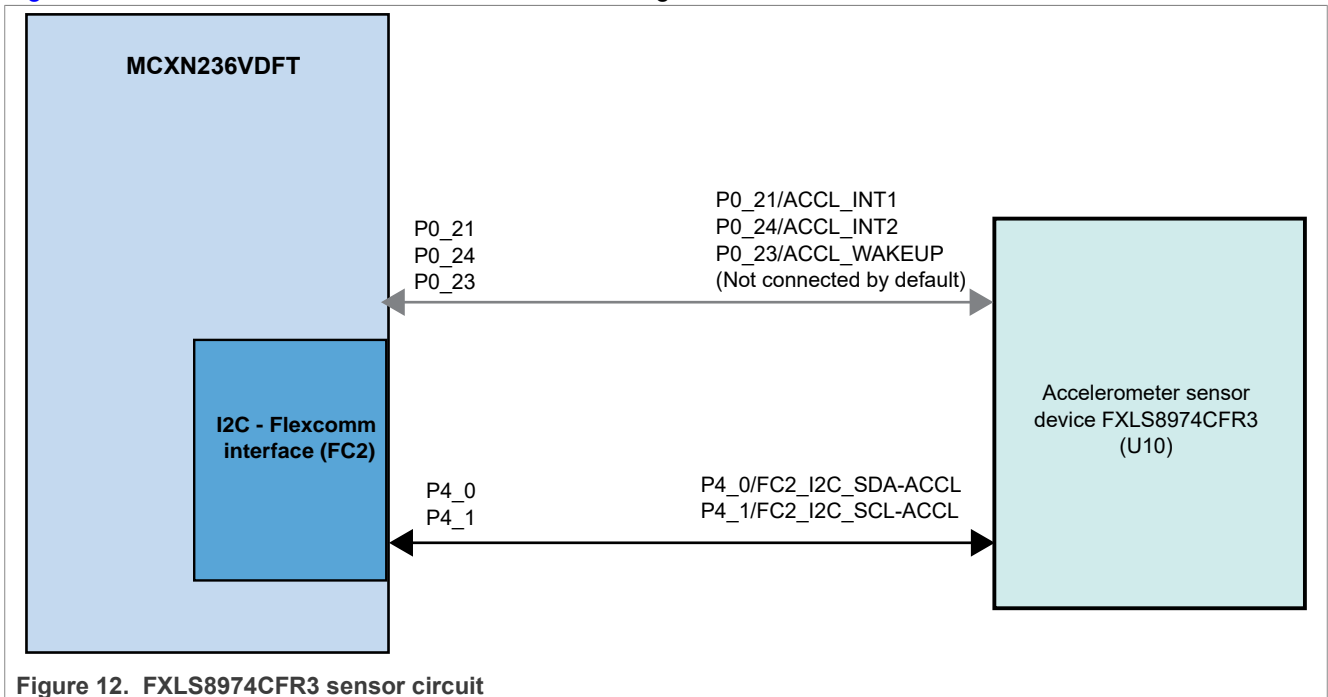 MCXN236VDFT
P0_21/ACCL_INT1
P0_24/ACCL_INT2
P0_23/ACCL_WAKEUP
(Not connected by default)
P0_21
P0_24
P0_23
Accelerometer sensor
device FXLS8974CFR3
(U10)
I2C - Flexcomm
interface (FC2)
P4_0
P4_1
P4_0/FC2_I2C_SDA-ACCL
P4_1/FC2_I2C_SCL-ACCL
Figure 12. FXLS8974CFR3 sensor circuit